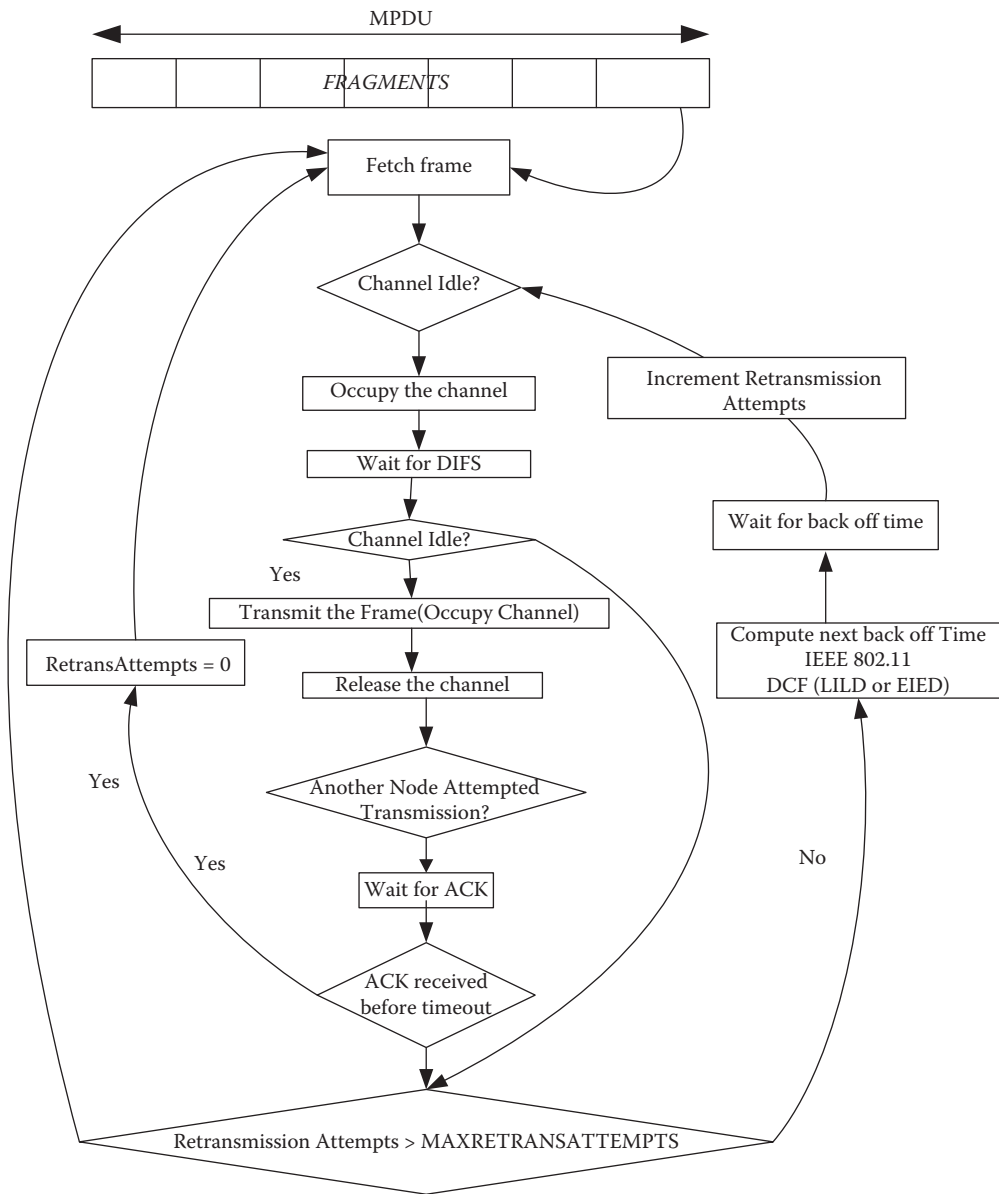 MPDU
FRAGMENTS
Fetch frame
Channel Idle?
Increment Retransmission
Attempts
Occupy the channel
Wait for DIFS
Wait for back off time
Channel Idle?
Yes
Transmit the Frame(Occupy Channel)
Compute next back off Time
IEEE 802.11
DCF (LILD or EIED)
RetransAttempts = 0
Release the channel
Yes
Another Node Attempted
Transmission?
Yes
No
Wait for ACK
ACK received
before timeout
Retransmission Attempts > MAXRETRANSATTEMPTS